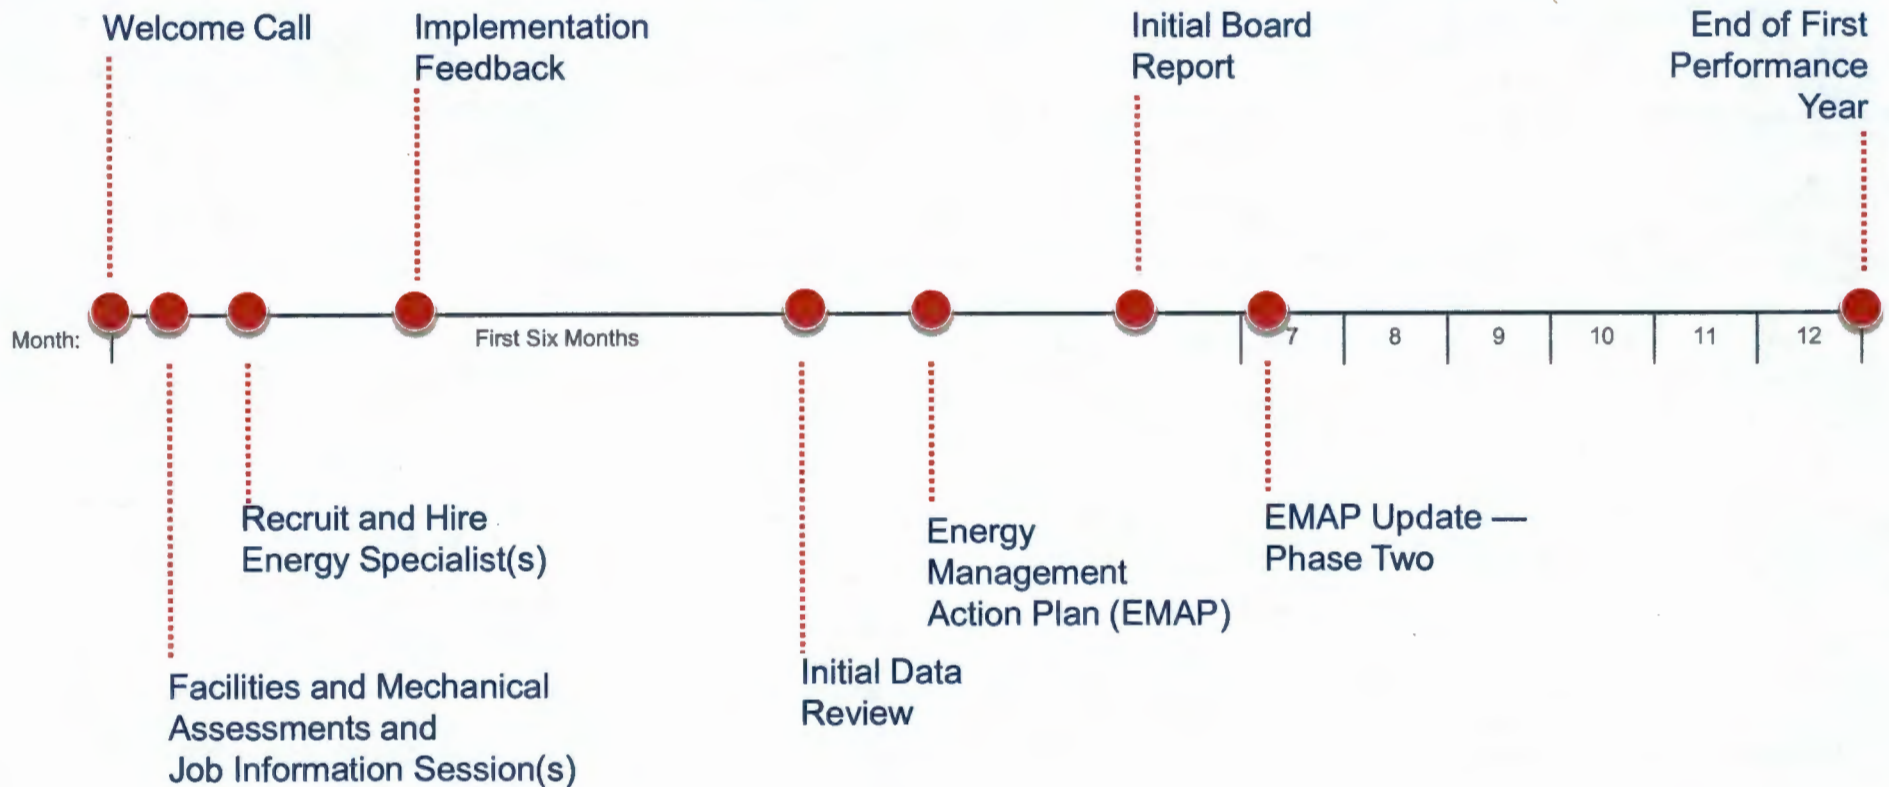 Welcome Call
Implementation
Feedback
Initial Board
Report
End of First
Performance
Year
Month:
First Six Months
7
8
9
10
11
12
Recruit and Hire
Energy Specialist(s)
Facilities and Mechanical
Assessments and
Job Information Session(s)
Initial Data
Review
Energy
Management
Action Plan (EMAP)
EMAP Update —
Phase Two